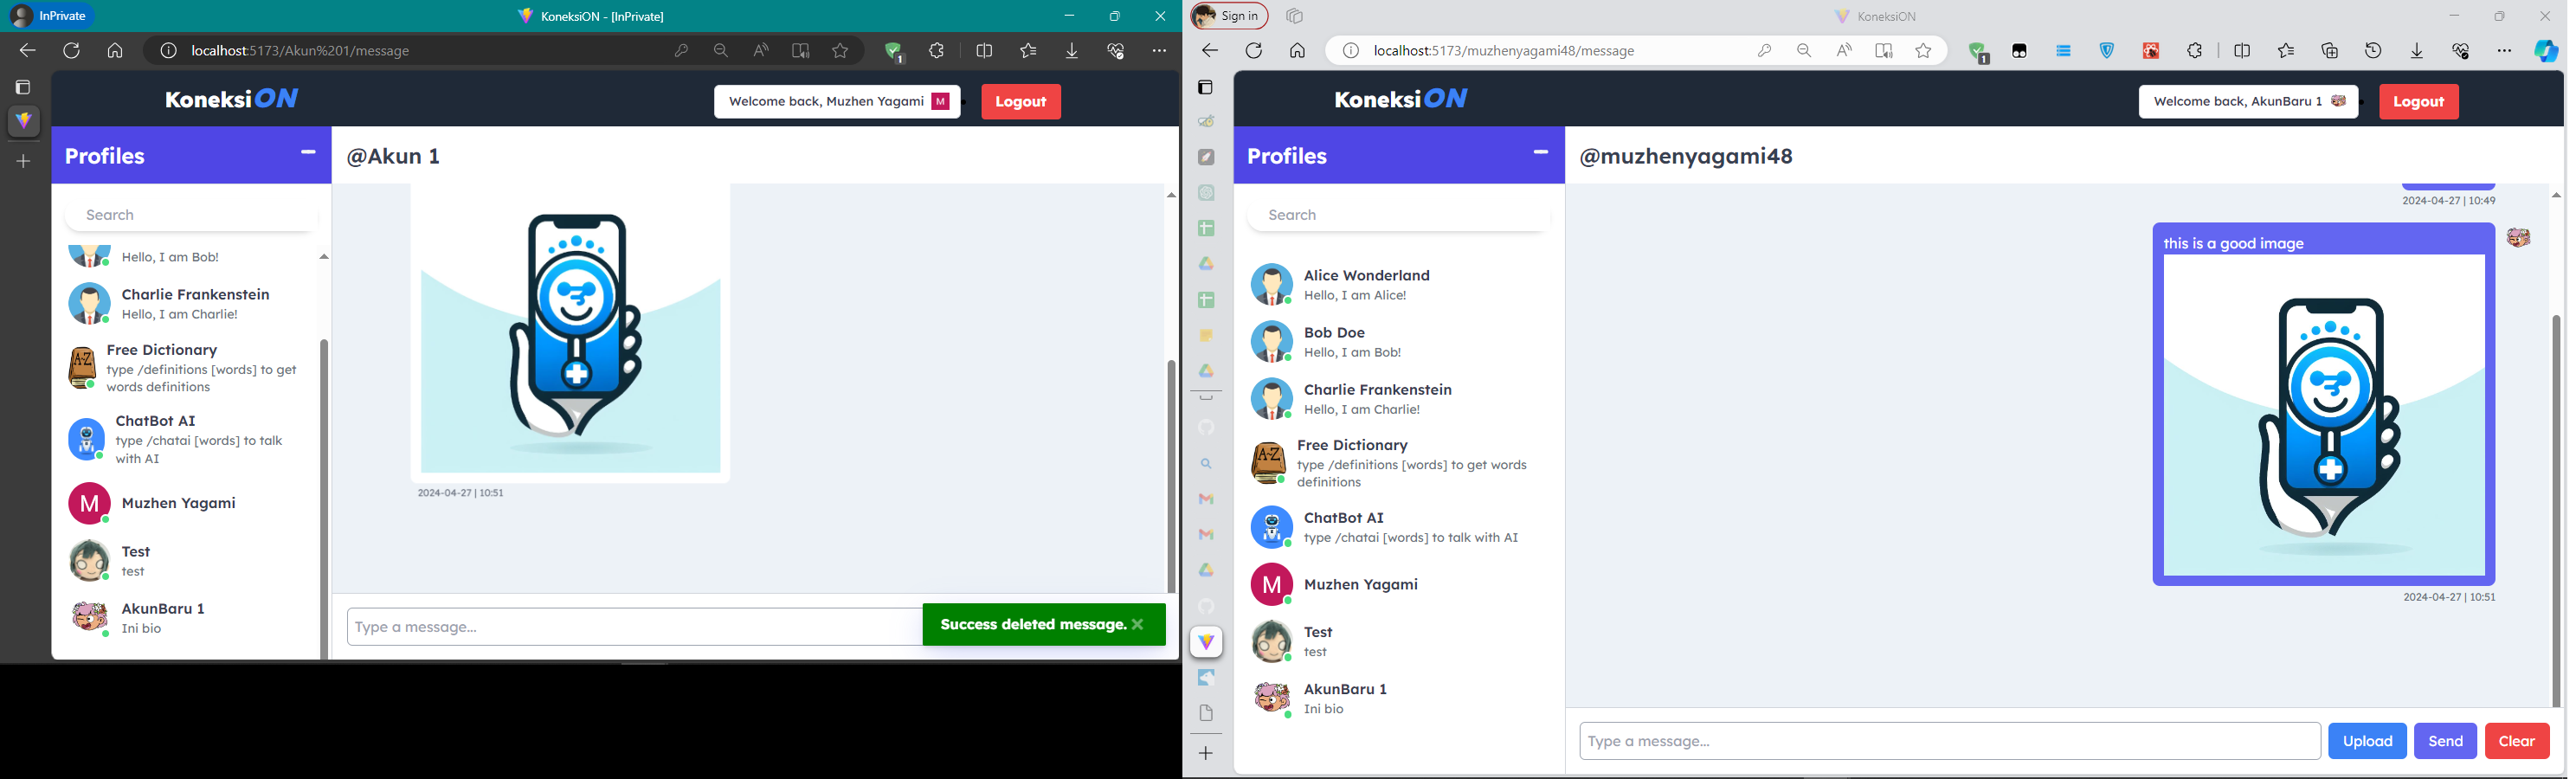 InPrivate
KoneksiON - [InPrivate]
localhost:5173/Akun%201/message
1
KoneksiON
Welcome back, Muzhen Yagami M
Logout
Profiles
@Akun 1
Search
Hello, I am Bob!
Charlie Frankenstein
Hello, I am Charlie!
A-Z
Free Dictionary
type /definitions [words] to get
words definitions
ChatBot AI
type /chatai [words] to talk
with AI
M
Muzhen Yagami
Test
test
AkunBaru 1
Ini bio
2024-04-27 | 10:51
Type a message...
Success deleted message.
Sign in
KoneksiON
localhost:5173/muzhenyagami48/message
1
KoneksiON
Welcome back, AkunBaru 1
Logout
Profiles
@muzhenyagami48
Search
Alice Wonderland
Hello, I am Alice!
Bob Doe
Hello, I am Bob!
Charlie Frankenstein
Hello, I am Charlie!
A-Z
Free Dictionary
type /definitions [words] to get words
definitions
ChatBot AI
type /chatai [words] to talk with AI
M
Muzhen Yagami
Test
test
AkunBaru 1
Ini bio
2024-04-27 | 10:49
this is a good image
2024-04-27 | 10:51
Type a message...
Upload
Send
Clear